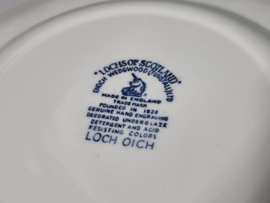 "LOCHS OF SCOTLAND"
ENOCH WEDGWOOD (TUNSTALL) LTD
MADE IN ENGLAND
TRADE MARK
FOUNDED IN 1835
GENUINE HAND ENGRAVING
DECORATED UNDERGLAZE
DETERGENT AND ACID
RESISTING COLORS
LOCH OICH